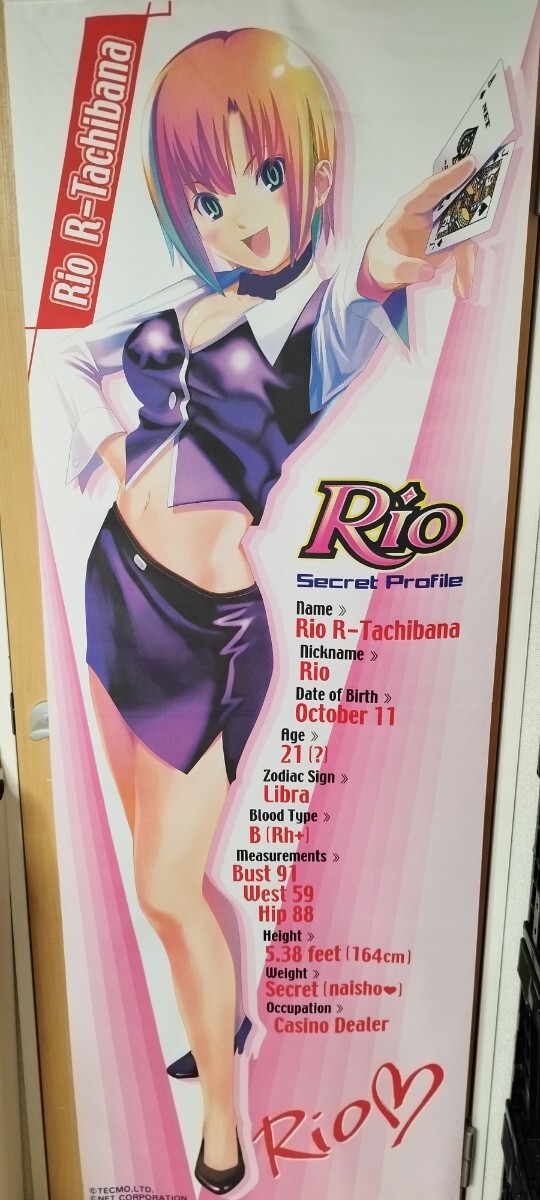 Rio R-Tachibana
Rio
Secret Profile
Name »
Rio R-Tachibana
Nickname »
Rio
Date of Birth »
October 11
Age »
21 (?)
Zodiac Sign »
Libra
Blood Type »
B (Rh+)
Measurements »
Bust 91
West 59
Hip 88
Height »
5.38 feet (164cm)
Weight »
Secret (naisho❤)
Occupation »
Casino Dealer
Rio♡
©TECMO,LTD.
©NET CORPORATION